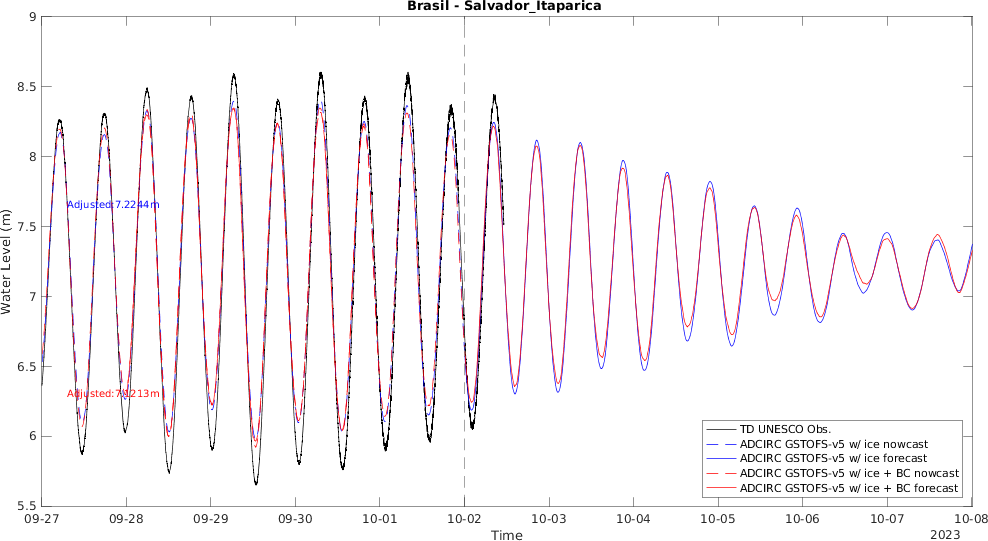 Brasil - Salvador_Itaparica
9
8.5
8
7.5
7
6.5
6
5.5
Water Level (m)
Adjusted:7.2244m
09-27
09-28
09-29
09-30
10-01
10-02
10-03
10-04
10-05
10-06
10-07
10-08
Time
2023
TD UNESCO Obs.
ADCIRC GSTOFS-v5 w/ ice nowcast
ADCIRC GSTOFS-v5 w/ ice forecast
ADCIRC GSTOFS-v5 w/ ice + BC nowcast
ADCIRC GSTOFS-v5 w/ ice + BC forecast